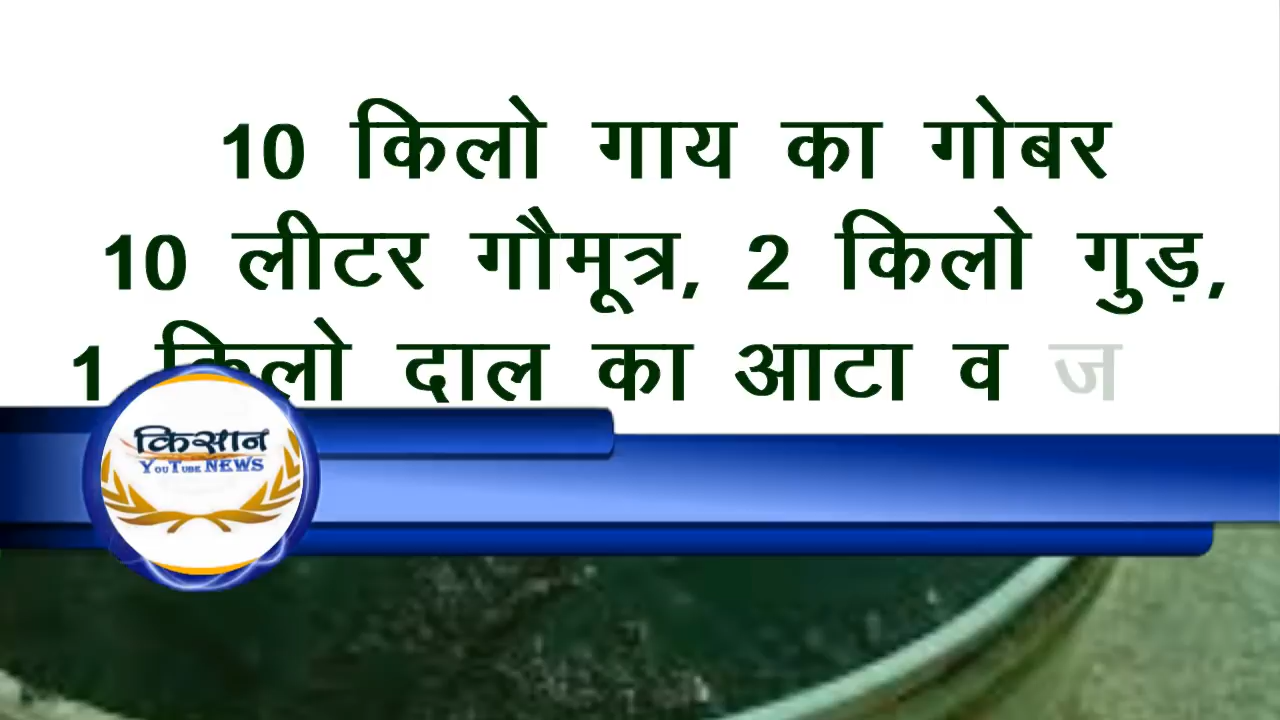 10 किलो गाय का गोबर
10 लीटर गौमूत्र, 2 किलो गुड़,
1 किलो दाल का आटा व ज
किसान
YOUTUBE NEWS